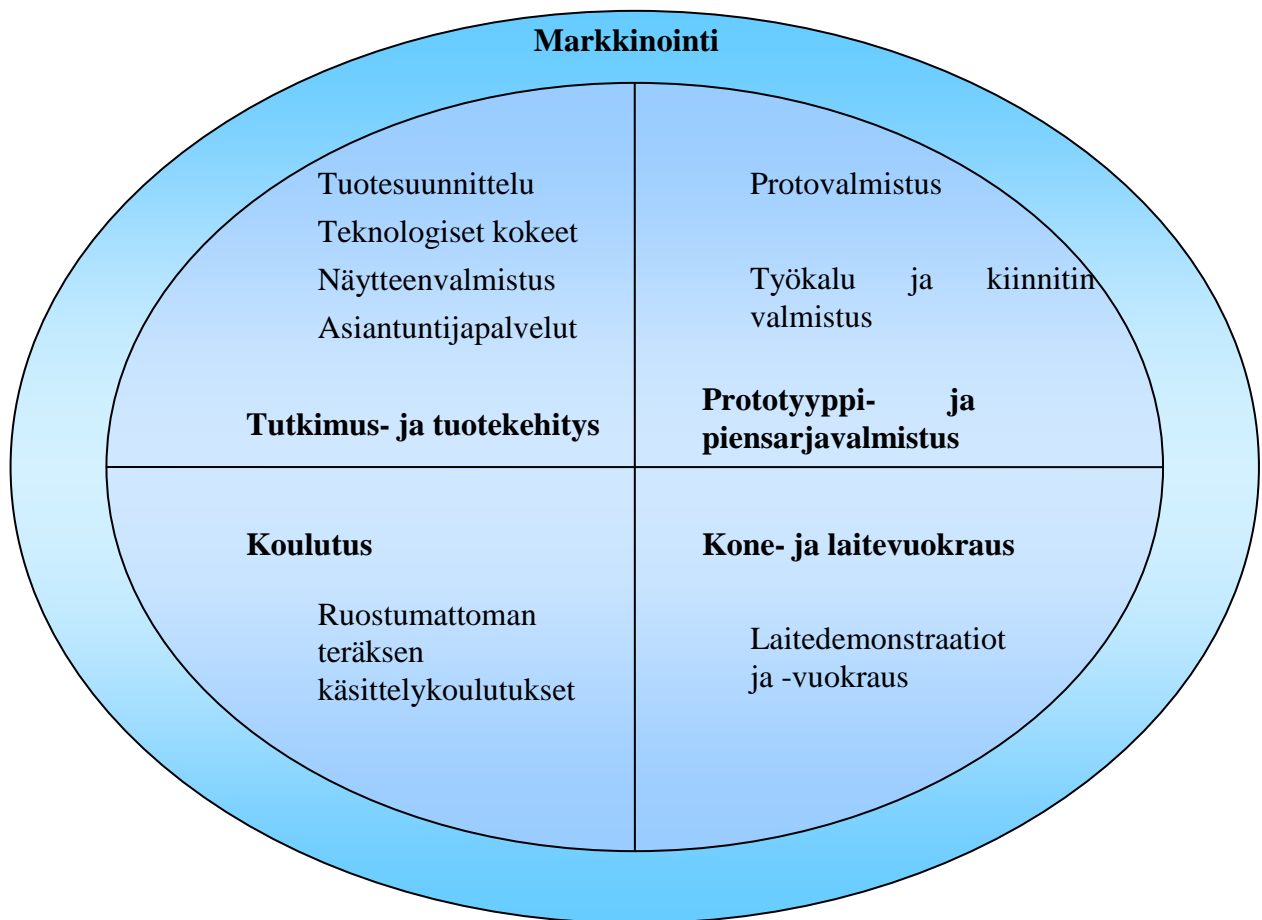 Markkinointi
Tuotesuunnittelu
Teknologiset kokeet
Näytteenvalmistus
Asiantuntijapalvelut
Tutkimus- ja tuotekehitys
Protovalmistus
Työkalu ja kiinnitin
valmistus
Prototyyppi- ja
piensarjavalmistus
Koulutus
Ruostumattoman
teräksen
käsittelykoulutukset
Kone- ja laitevuokraus
Laitedemonstraatiot
ja -vuokraus